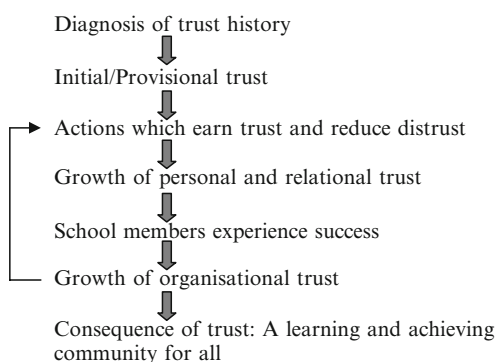 Diagnosis of trust history
Initial/Provisional trust
Actions which earn trust and reduce distrust
Growth of personal and relational trust
School members experience success
Growth of organisational trust
Consequence of trust: A learning and achieving
community for all